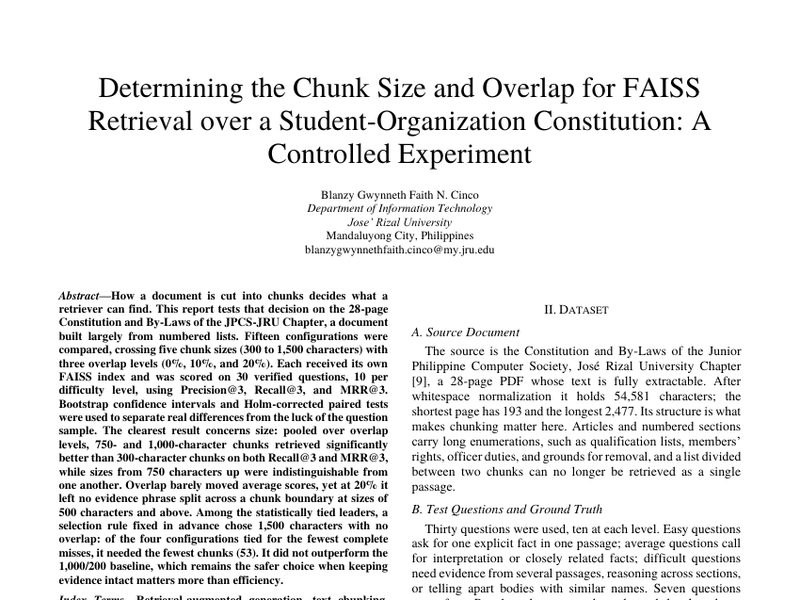 Determining the Chunk Size and Overlap for FAISS
Retrieval over a Student-Organization Constitution: A
Controlled Experiment
Blanzy Gwynneth Faith N. Cinco
Department of Information Technology
Jose' Rizal University
Mandaluyong City, Philippines
blanzygwynnethfaith.cinco@my.jru.edu
Abstract—How a document is cut into chunks decides what a
retriever can find. This report tests that decision on the 28-page
Constitution and By-Laws of the JPCS-JRU Chapter, a document
built largely from numbered lists. Fifteen configurations were
compared, crossing five chunk sizes (300 to 1,500 characters) with
three overlap levels (0%, 10%, and 20%). Each received its own
FAISS index and was scored on 30 verified questions, 10 per
difficulty level, using Precision@3, Recall@3, and MRR@3.
Bootstrap confidence intervals and Holm-corrected paired tests
were used to separate real differences from the luck of the question
sample. The clearest result concerns size: pooled over overlap
levels, 750- and 1,000-character chunks retrieved significantly
better than 300-character chunks on both Recall@3 and MRR@3,
while sizes from 750 characters up were indistinguishable from
one another. Overlap barely moved average scores, yet at 20% it
left no evidence phrase split across a chunk boundary at sizes of
500 characters and above. Among the statistically tied leaders, a
selection rule fixed in advance chose 1,500 characters with no
overlap: of the four configurations tied for the fewest complete
misses, it needed the fewest chunks (53). It did not outperform the
1,000/200 baseline, which remains the safer choice when keeping
evidence intact matters more than efficiency.
Index Terms—Retrieval-augmented generation, text chunking,
II. DATASET
A. Source Document
The source is the Constitution and By-Laws of the Junior
Philippine Computer Society, José Rizal University Chapter
[9], a 28-page PDF whose text is fully extractable. After
whitespace normalization it holds 54,581 characters; the
shortest page has 193 and the longest 2,477. Its structure is what
makes chunking matter here. Articles and numbered sections
carry long enumerations, such as qualification lists, members'
rights, officer duties, and grounds for removal, and a list divided
between two chunks can no longer be retrieved as a single
passage.
B. Test Questions and Ground Truth
Thirty questions were used, ten at each level. Easy questions
ask for one explicit fact in one passage; average questions call
for interpretation or closely related facts; difficult questions
need evidence from several passages, reasoning across sections,
or telling apart bodies with similar names. Seven questions